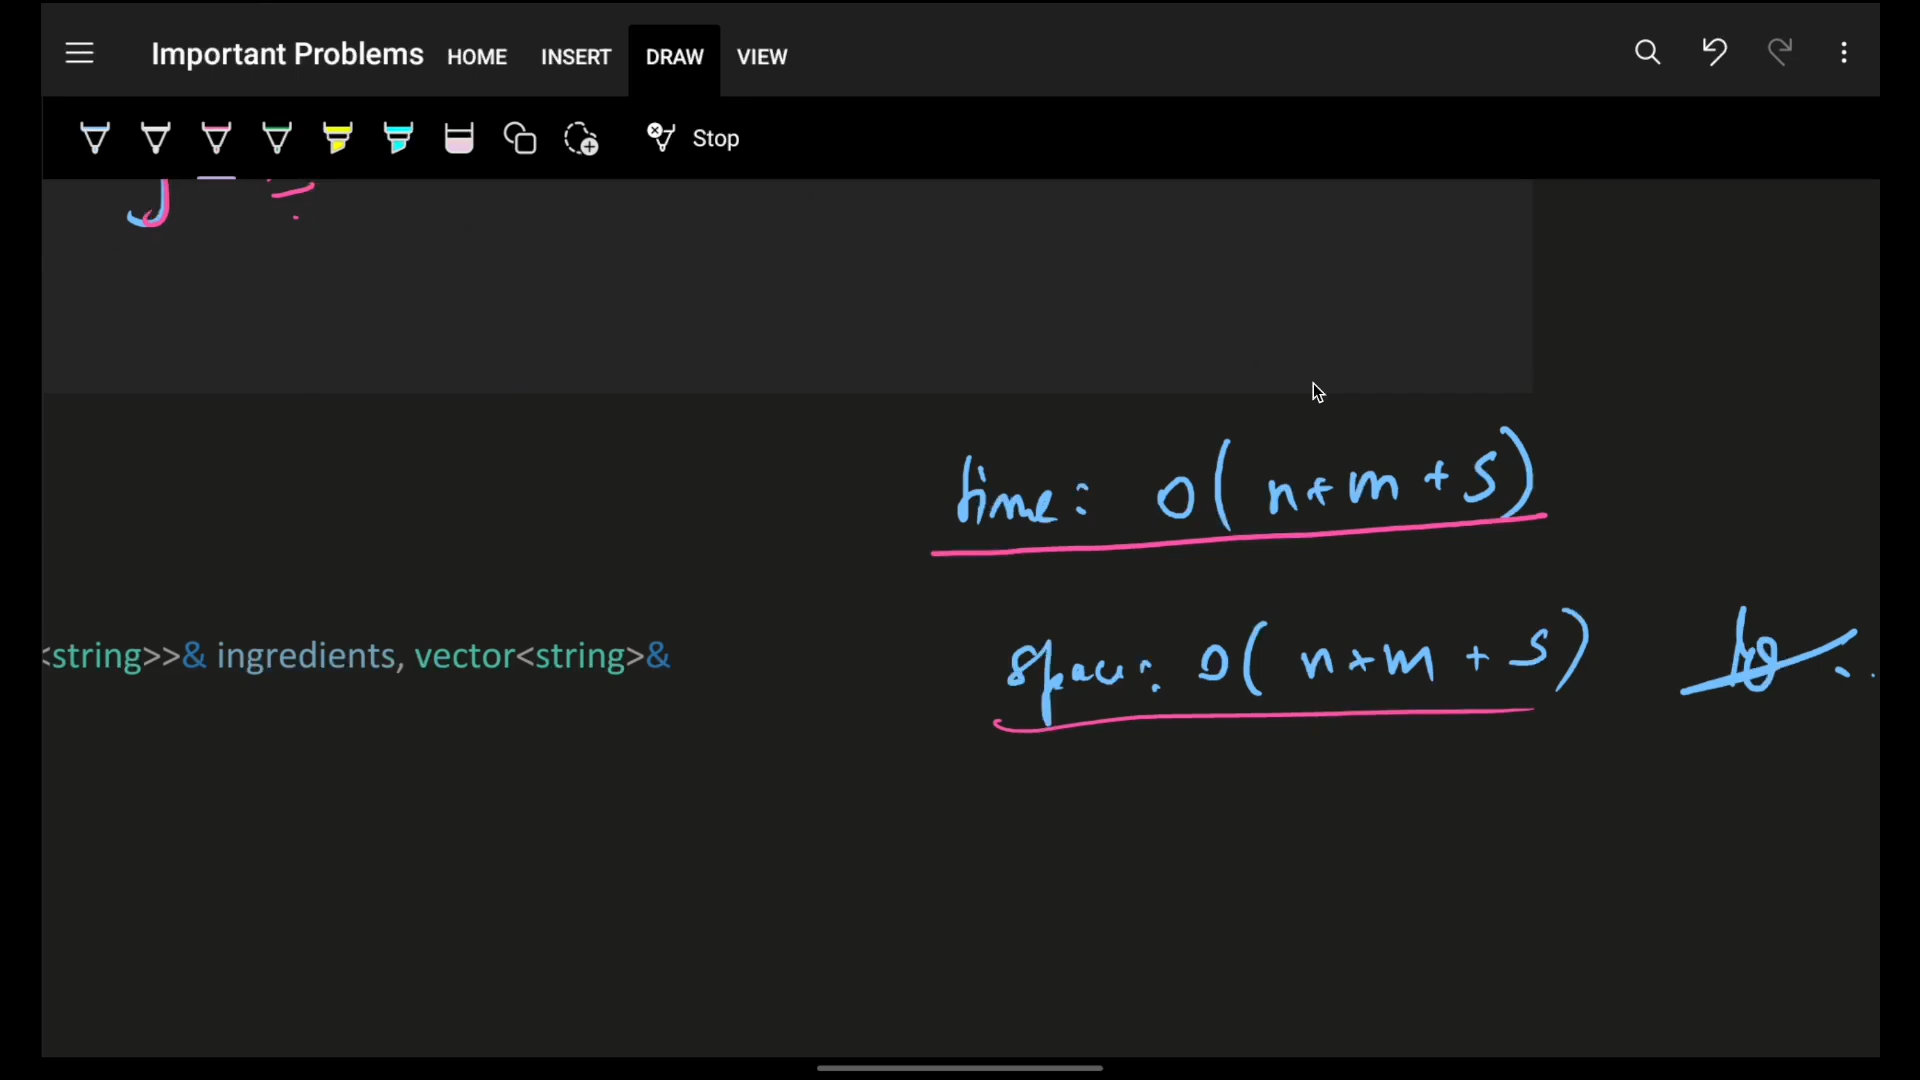 Important Problems HOME INSERT DRAW VIEW
Stop
time: O( n*m + s)
<string>>& ingredients, vector<string>&
space: O( n*m + s)